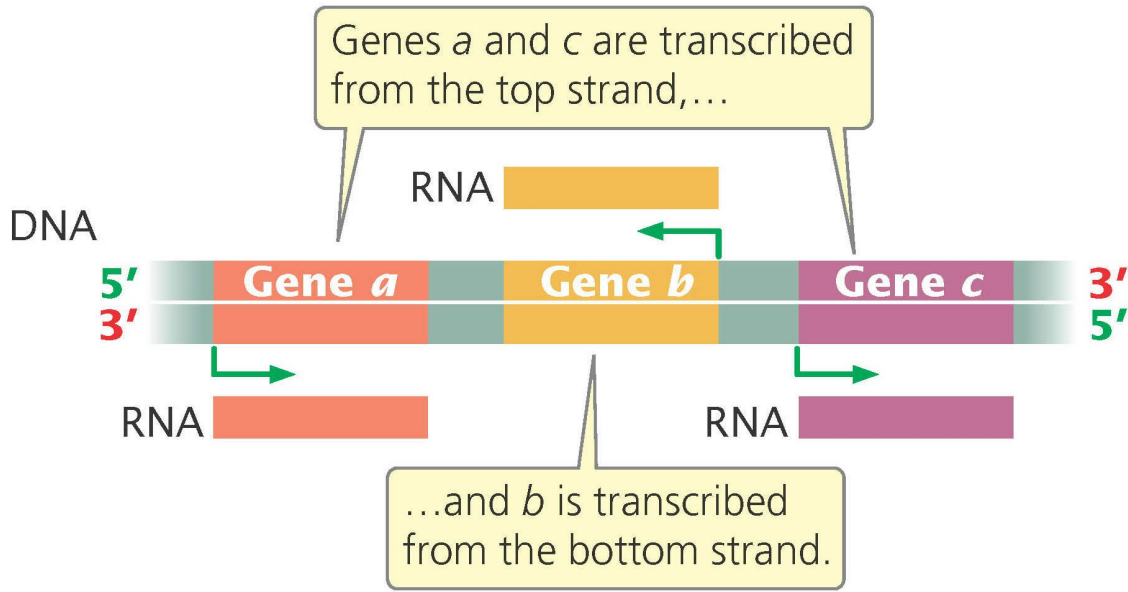 Genes a and c are transcribed
from the top strand,…
RNA
DNA
5′ Gene a Gene b Gene c 3′
3′ 5′
RNA RNA
…and b is transcribed
from the bottom strand.